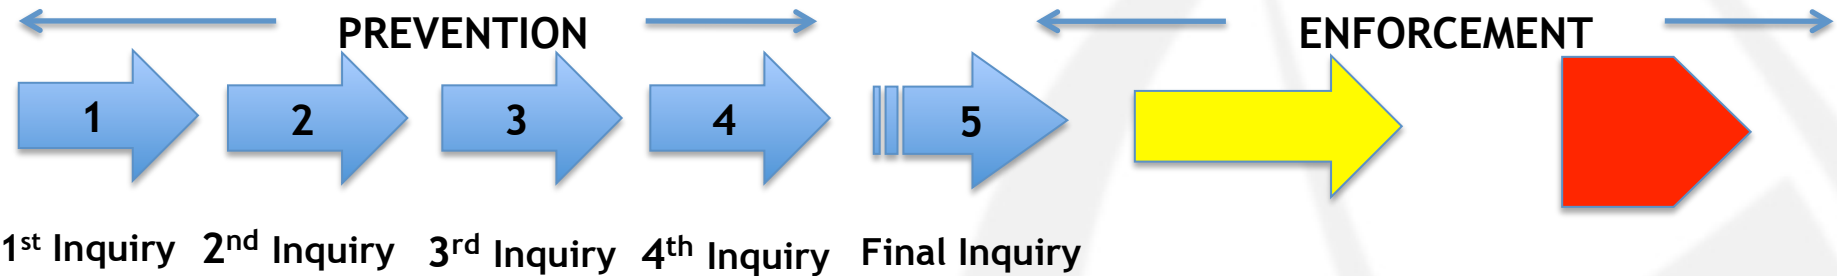 PREVENTION
ENFORCEMENT
1
2
3
4
5
1st Inquiry
2nd Inquiry
3rd Inquiry
4th Inquiry
Final Inquiry